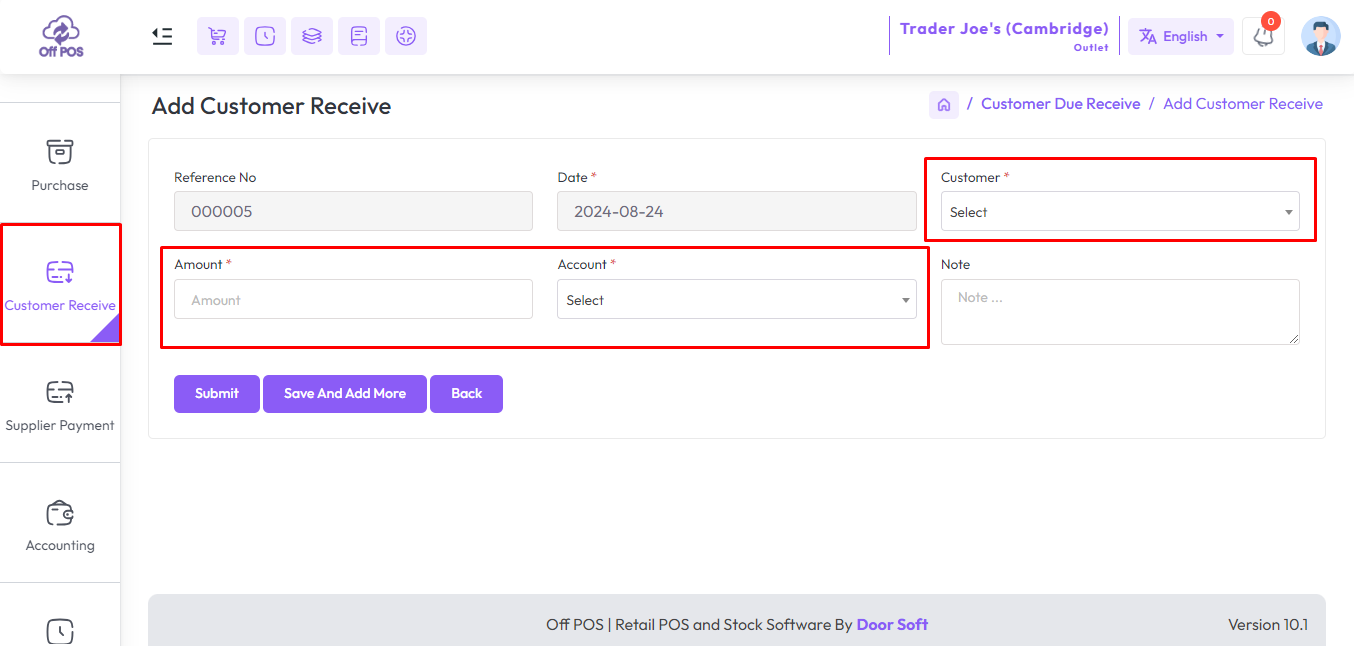 Off POS
Trader Joe's (Cambridge)
Outlet
English
0
Add Customer Receive
/ Customer Due Receive / Add Customer Receive
Purchase
Customer Receive
Supplier Payment
Accounting
Reference No
Date *
Customer *
000005
2024-08-24
Select
Amount *
Account *
Note
Amount
Select
Note ...
Submit
Save And Add More
Back
Off POS | Retail POS and Stock Software By Door Soft
Version 10.1